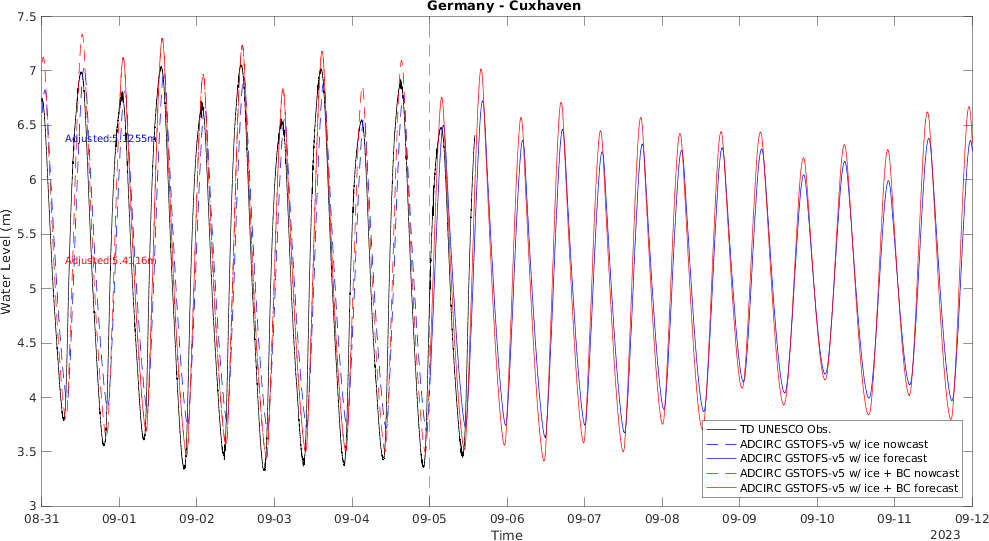 Germany - Cuxhaven
7.5
7
6.5
6
5.5
5
4.5
4
3.5
3
Water Level (m)
Adjusted:5.1255m
Adjusted:5.4116m
TD UNESCO Obs.
ADCIRC GSTOFS-v5 w/ ice nowcast
ADCIRC GSTOFS-v5 w/ ice forecast
ADCIRC GSTOFS-v5 w/ ice + BC nowcast
ADCIRC GSTOFS-v5 w/ ice + BC forecast
08-31 09-01 09-02 09-03 09-04 09-05 09-06 09-07 09-08 09-09 09-10 09-11 09-12
Time
2023